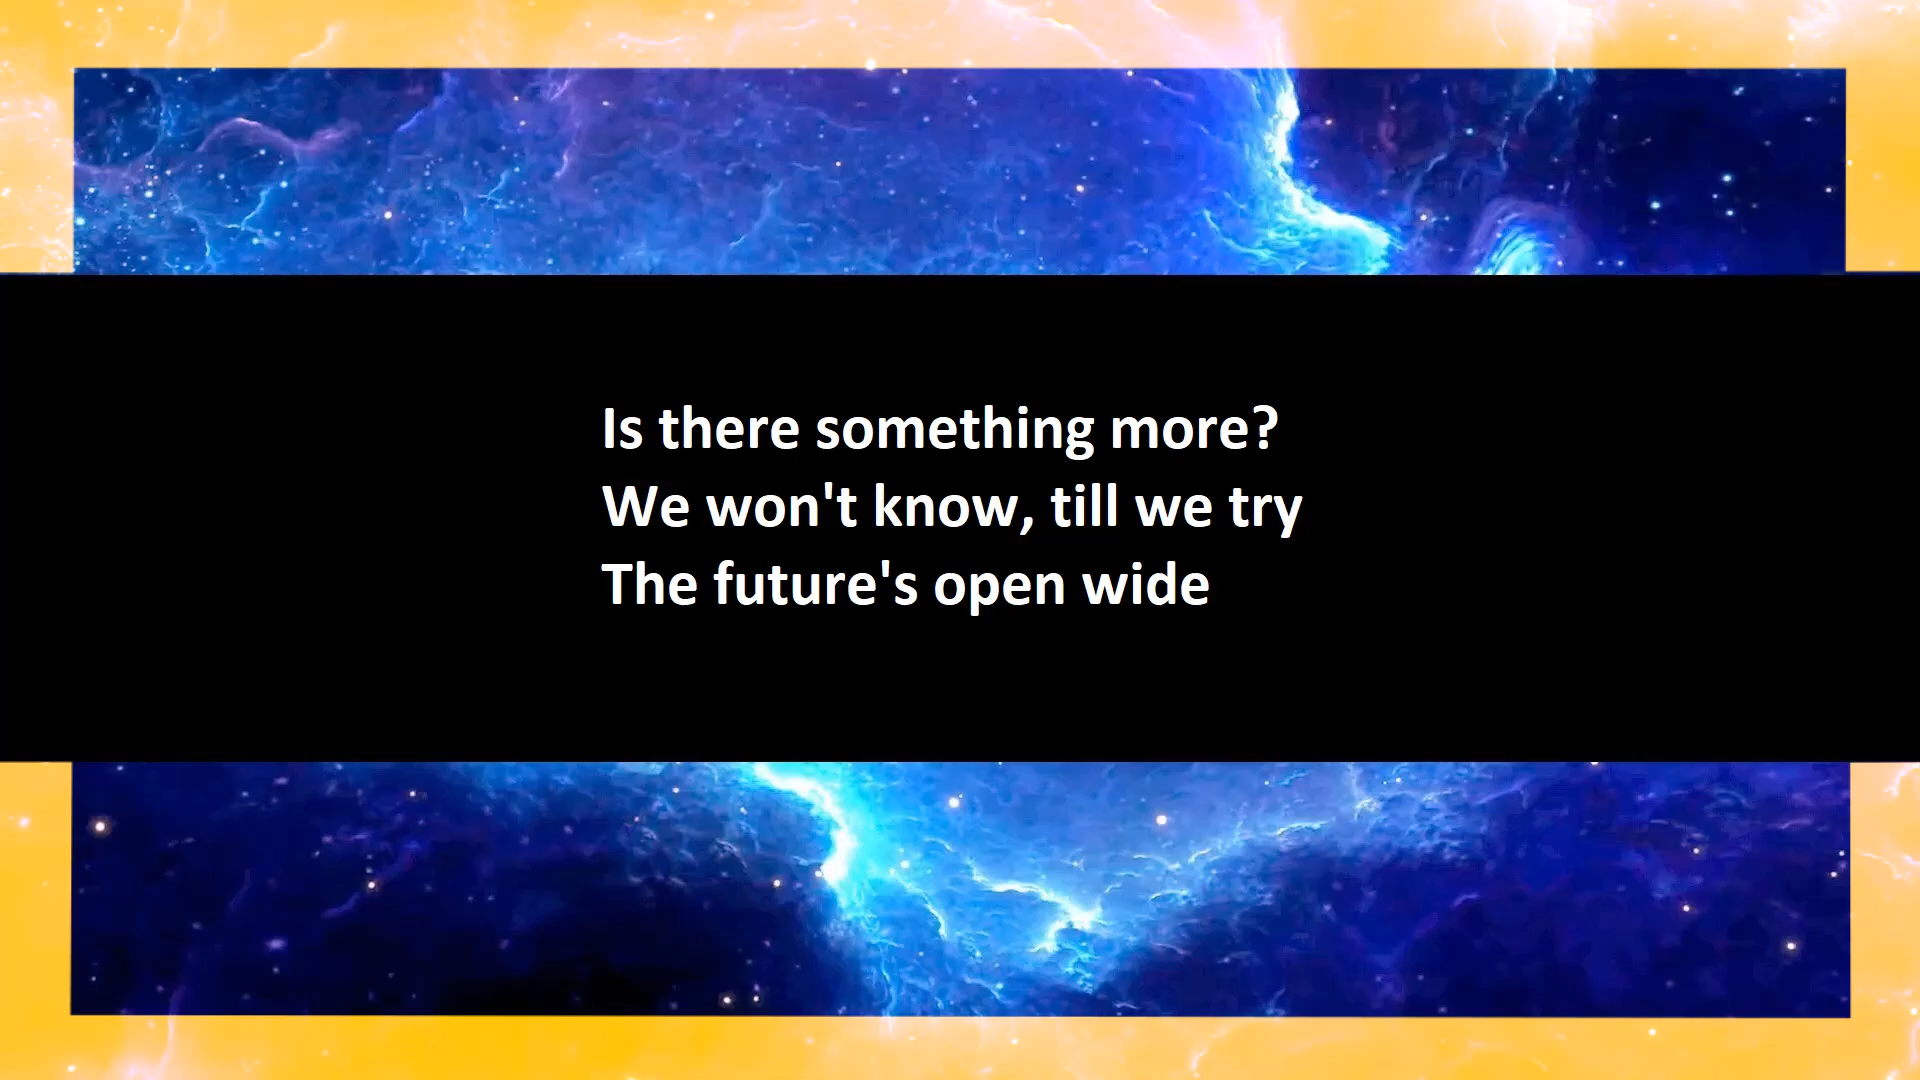 Is there something more?
We won't know, till we try
The future's open wide